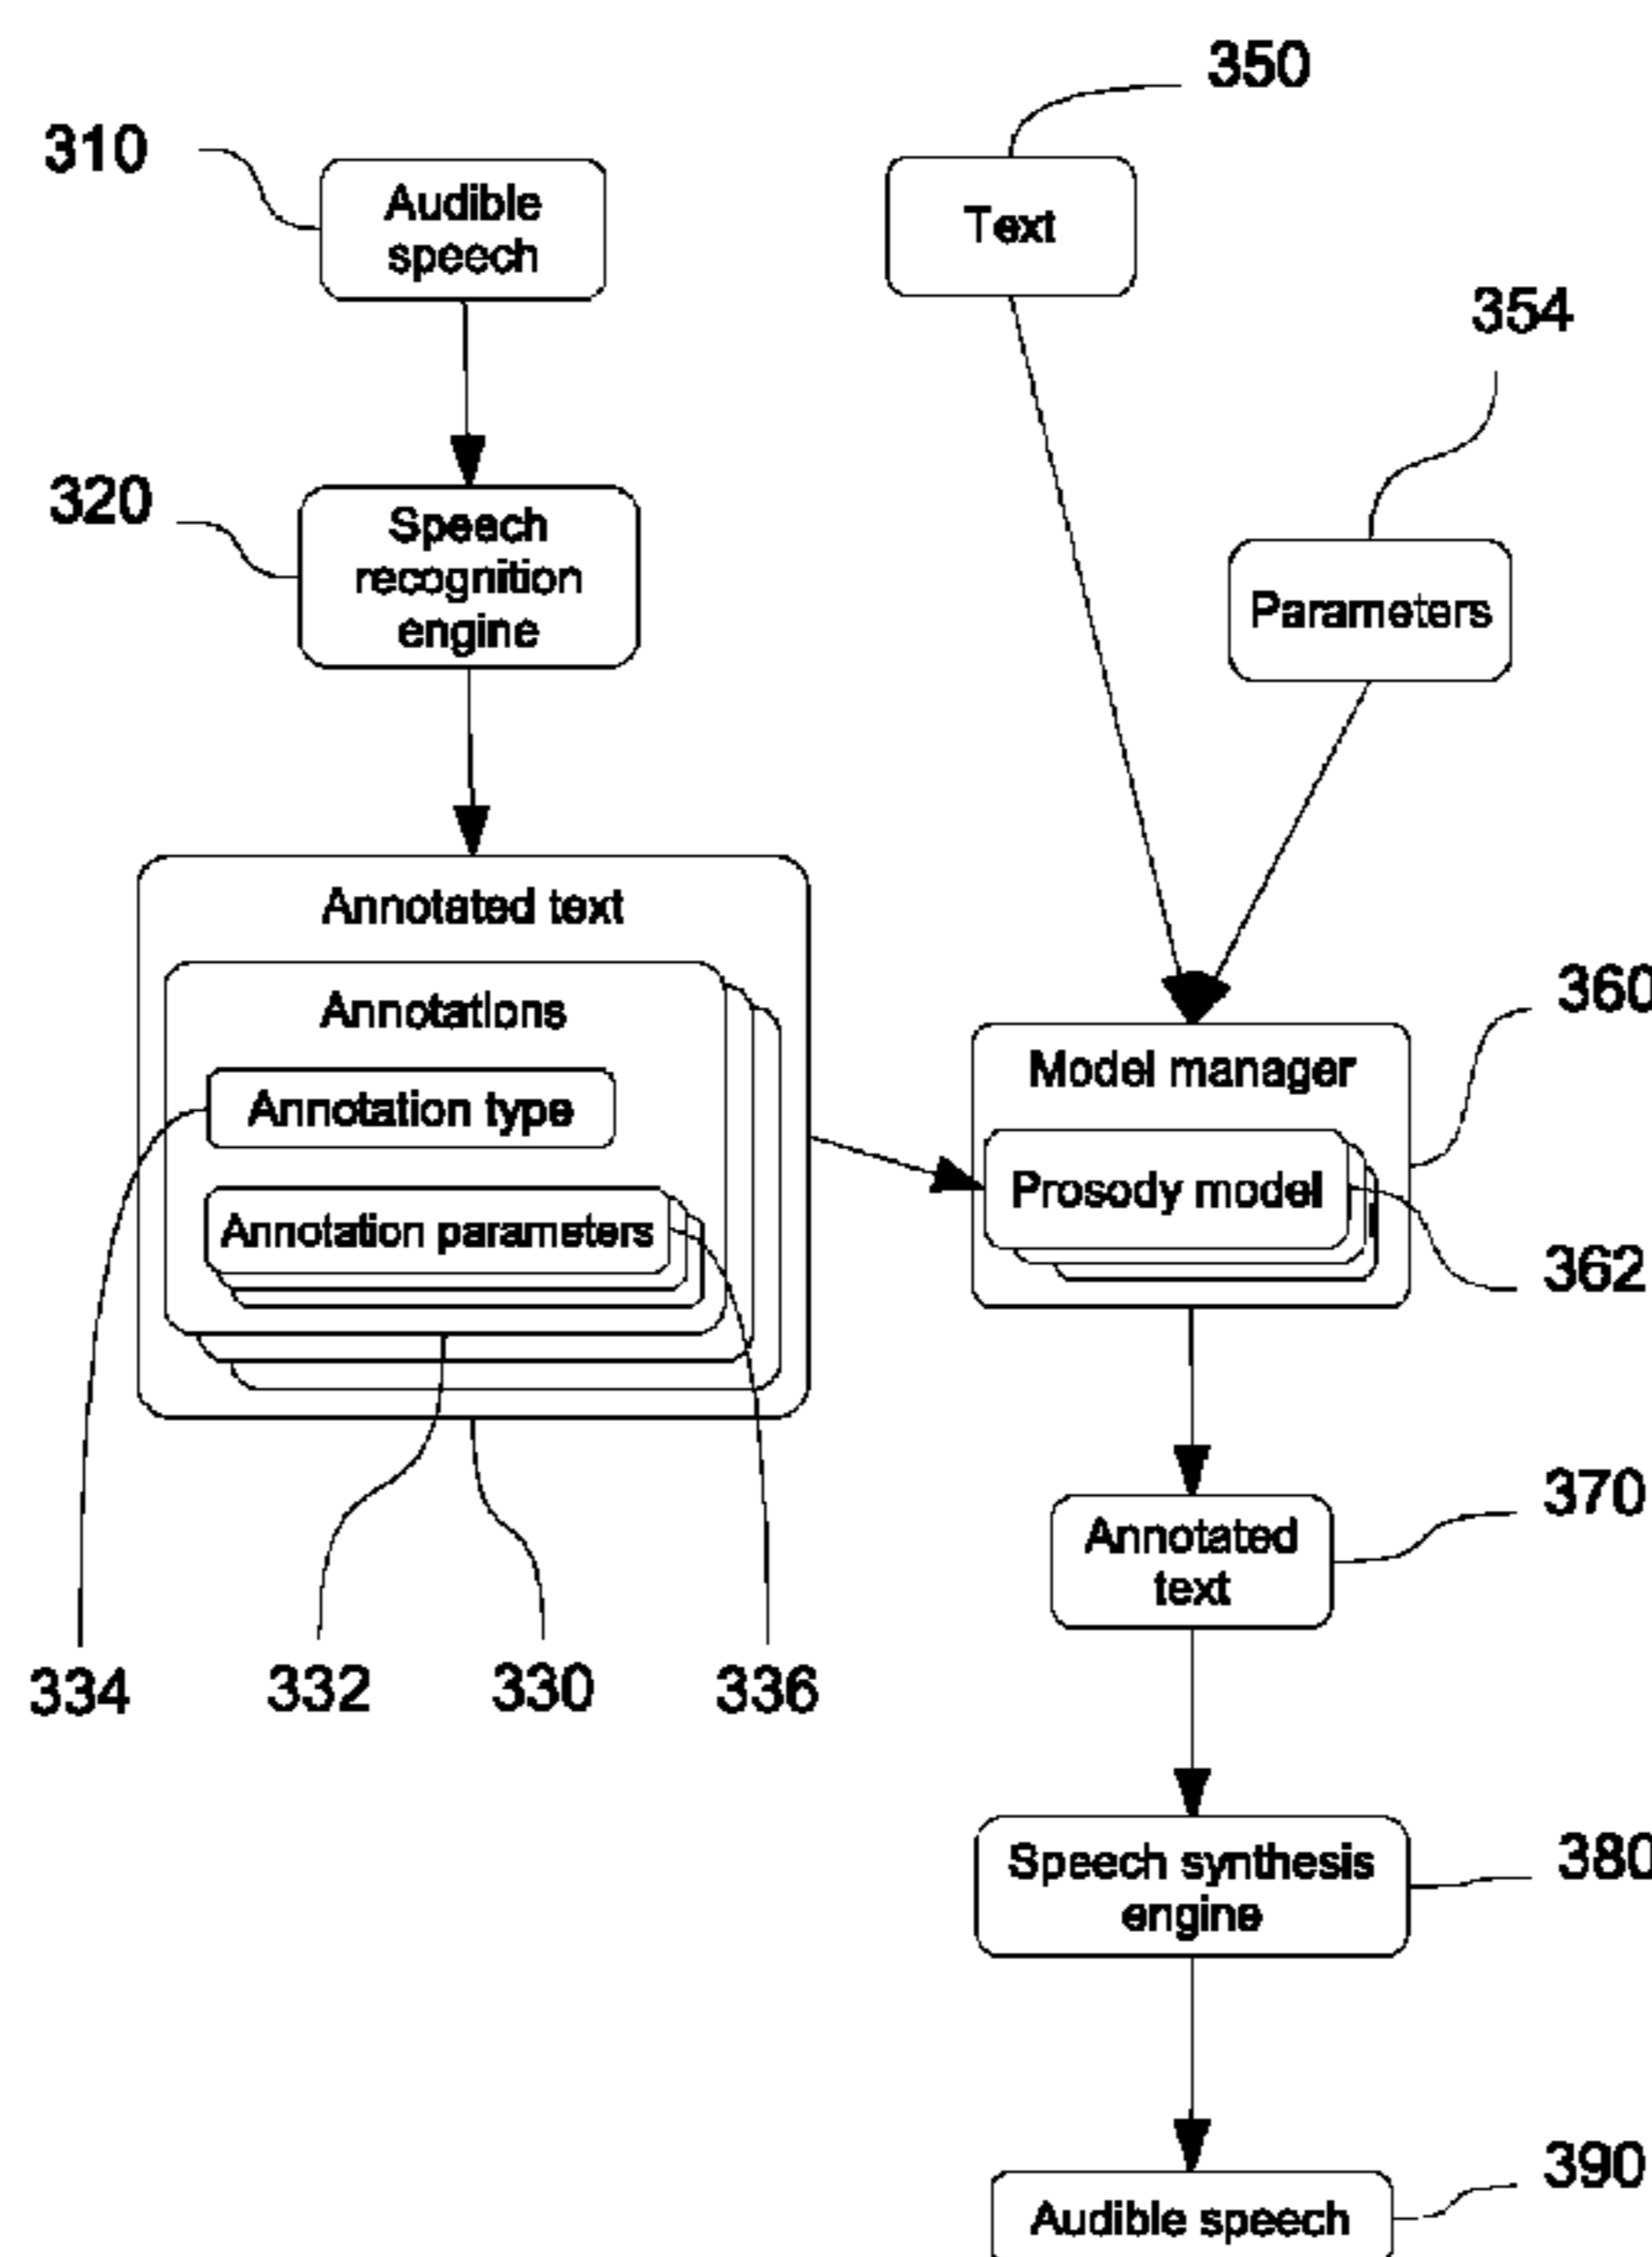 350
310
Audible
speech
Text
354
320
Speech
recognition
engine
Parameters
Annotated text
Annotations
360
Model manager
Annotation type
Prosody model
Annotation parameters
362
370
Annotated
text
334
332
330
336
380
Speech synthesis
engine
390
Audible speech